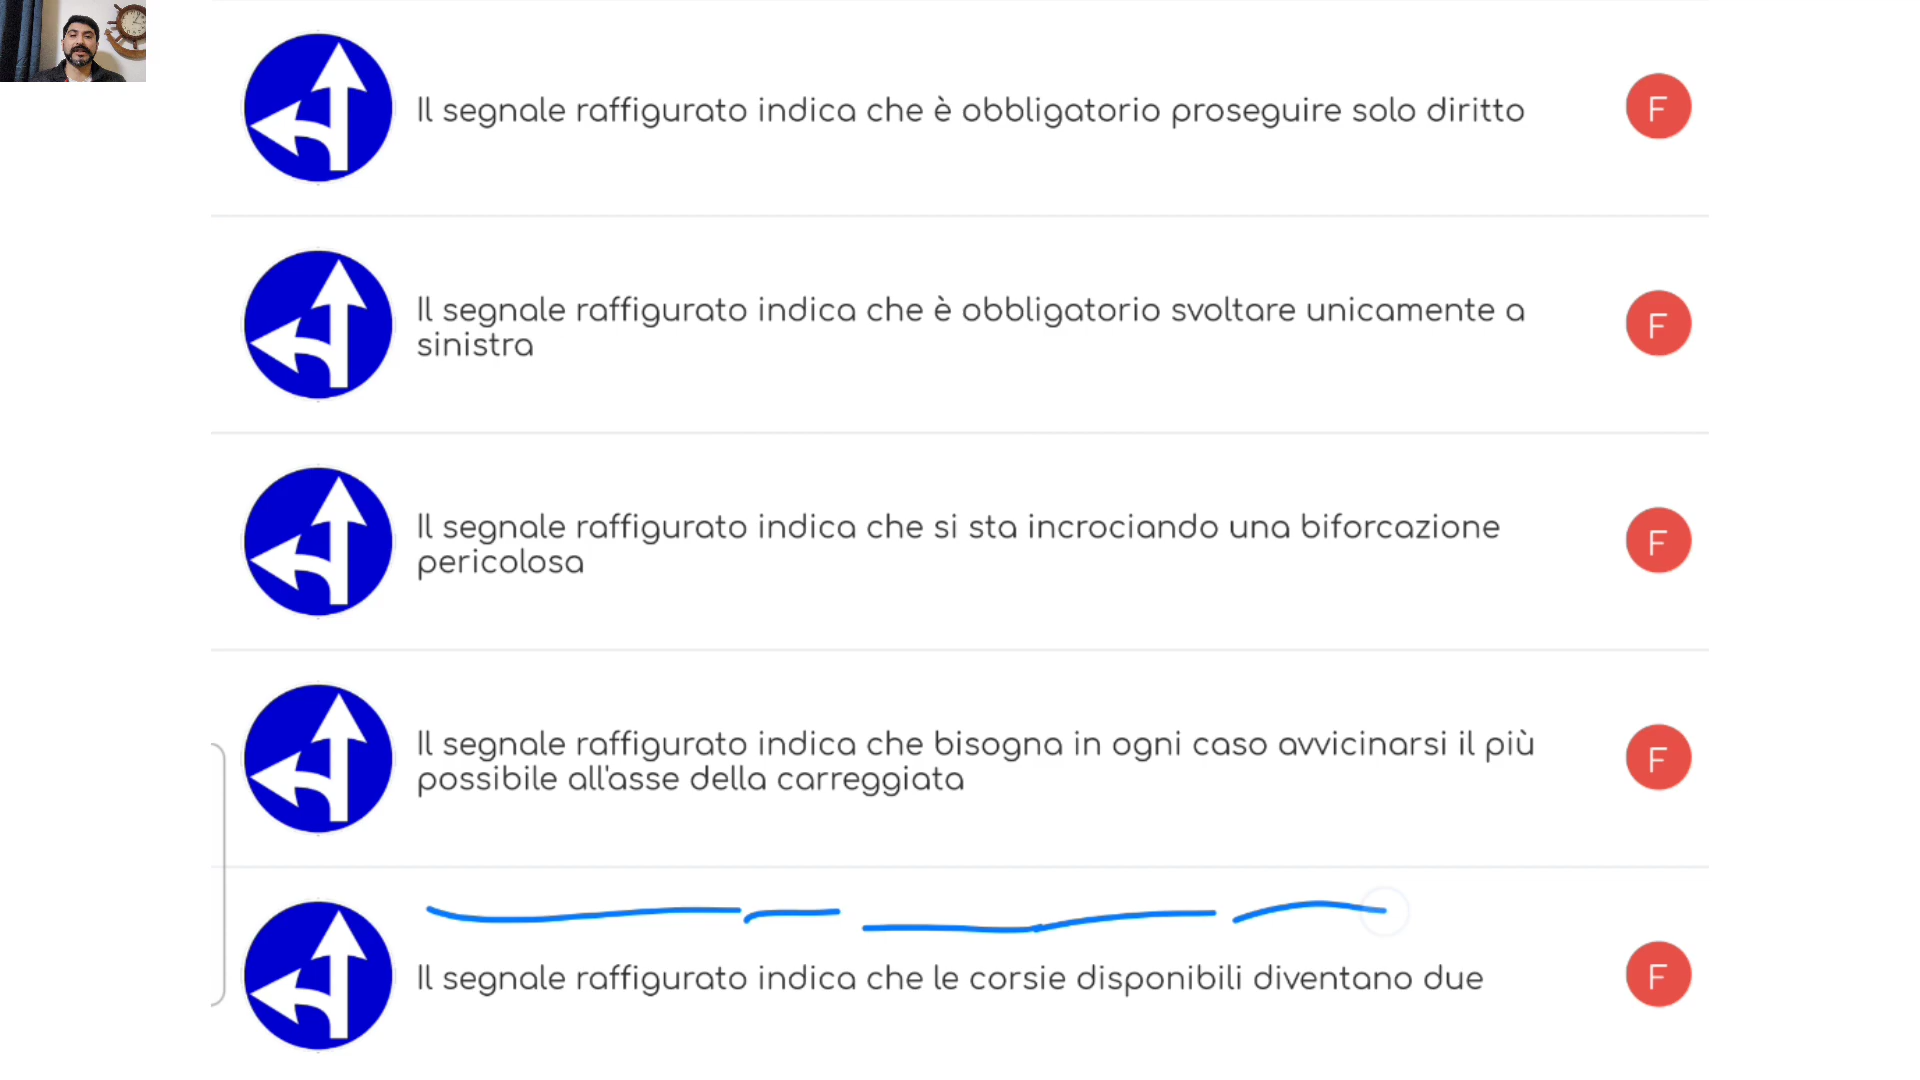 Il segnale raffigurato indica che è obbligatorio proseguire solo diritto
F
Il segnale raffigurato indica che è obbligatorio svoltare unicamente a
sinistra
F
Il segnale raffigurato indica che si sta incrociando una biforcazione
pericolosa
F
Il segnale raffigurato indica che bisogna in ogni caso avvicinarsi il più
possibile all'asse della carreggiata
F
Il segnale raffigurato indica che le corsie disponibili diventano due
F